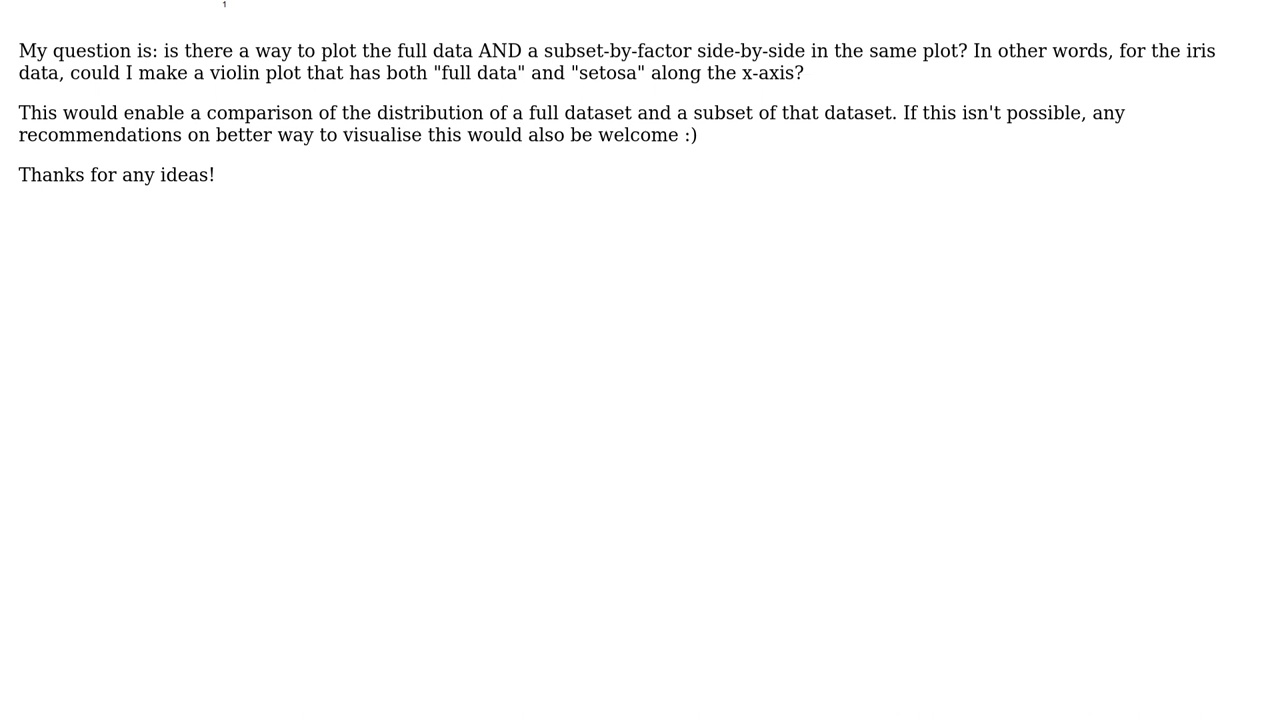 1
My question is: is there a way to plot the full data AND a subset-by-factor side-by-side in the same plot? In other words, for the iris
data, could I make a violin plot that has both "full data" and "setosa" along the x-axis?
This would enable a comparison of the distribution of a full dataset and a subset of that dataset. If this isn't possible, any
recommendations on better way to visualise this would also be welcome :)
Thanks for any ideas!